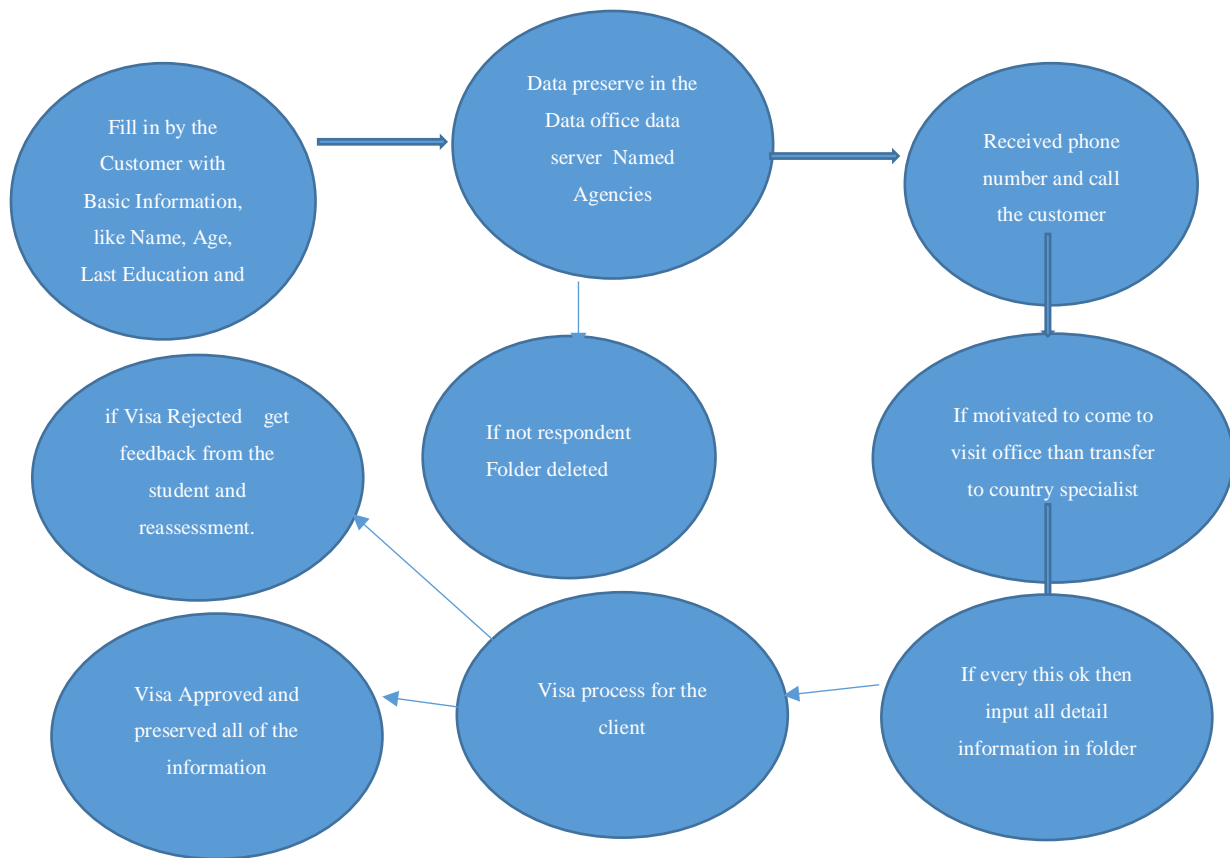 Fill in by the
Customer with
Basic Information,
like Name, Age,
Last Education and
Data preserve in the
Data office data
server Named
Agencies
Received phone
number and call
the customer
if Visa Rejected get
feedback from the
student and
reassessment.
If not respondent
Folder deleted
If motivated to come to
visit office than transfer
to country specialist
Visa Approved and
preserved all of the
information
Visa process for the
client
If every this ok then
input all detail
information in folder